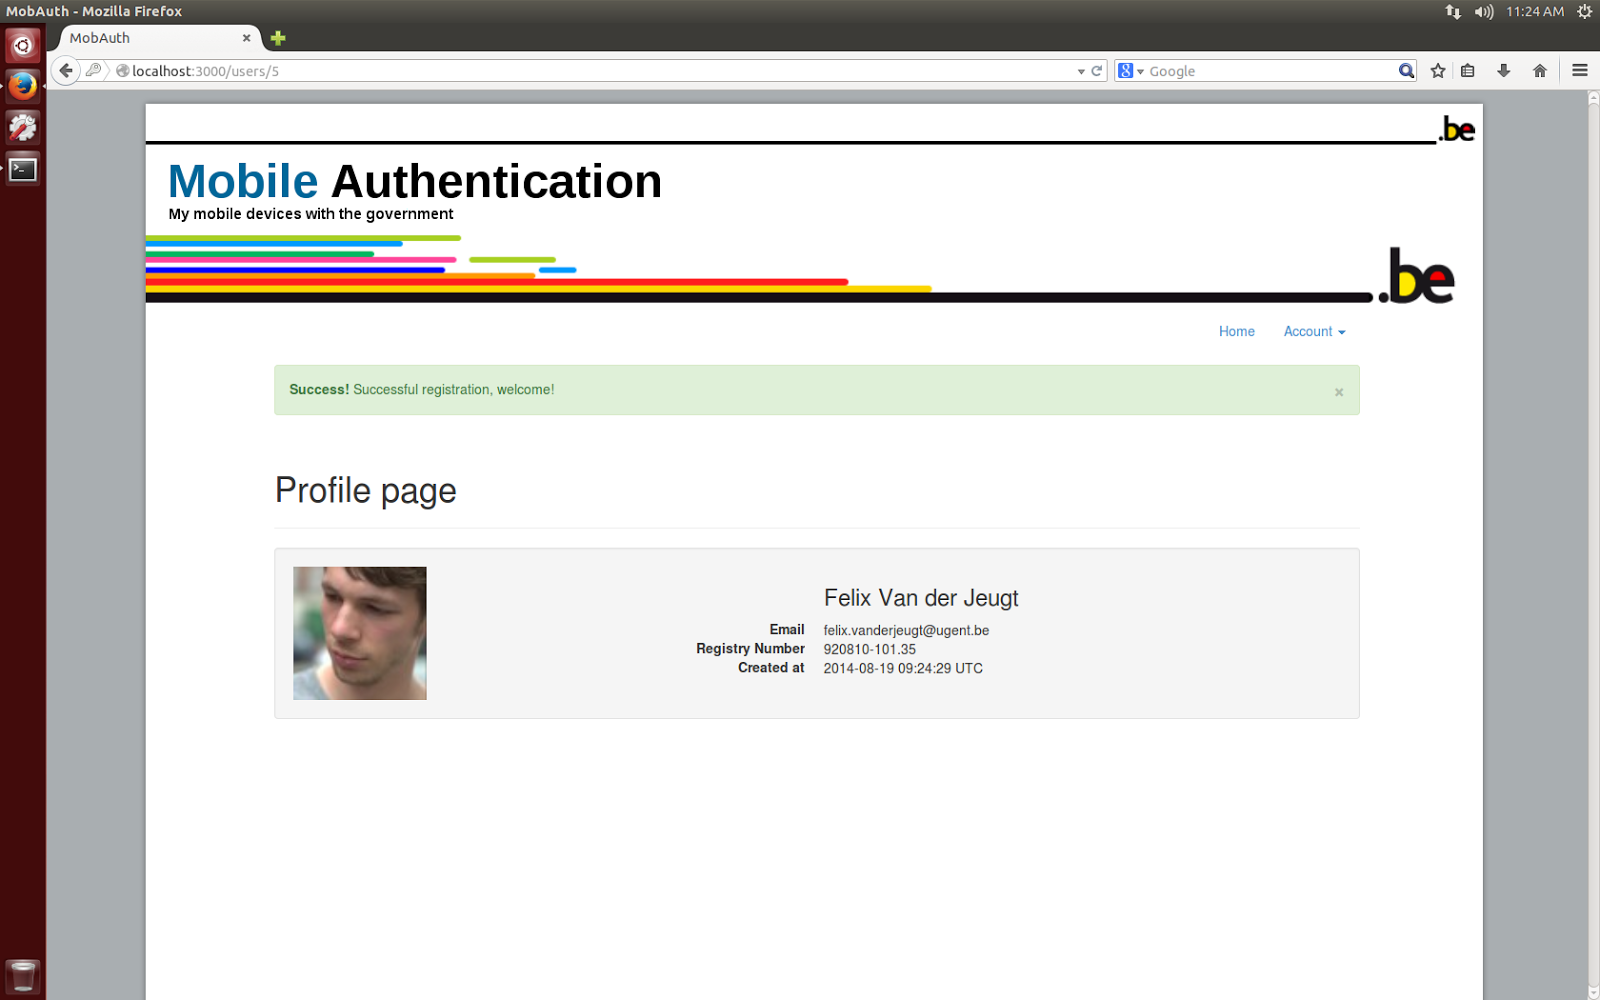 MobAuth - Mozilla Firefox
11:24 AM
MobAuth
localhost:3000/users/5
Google
.be
Mobile Authentication
My mobile devices with the government
.be
Home Account
Success! Successful registration, welcome!
×
Profile page
Felix Van der Jeugt
Email felix.vanderjeugt@ugent.be
Registry Number 920810-101.35
Created at 2014-08-19 09:24:29 UTC